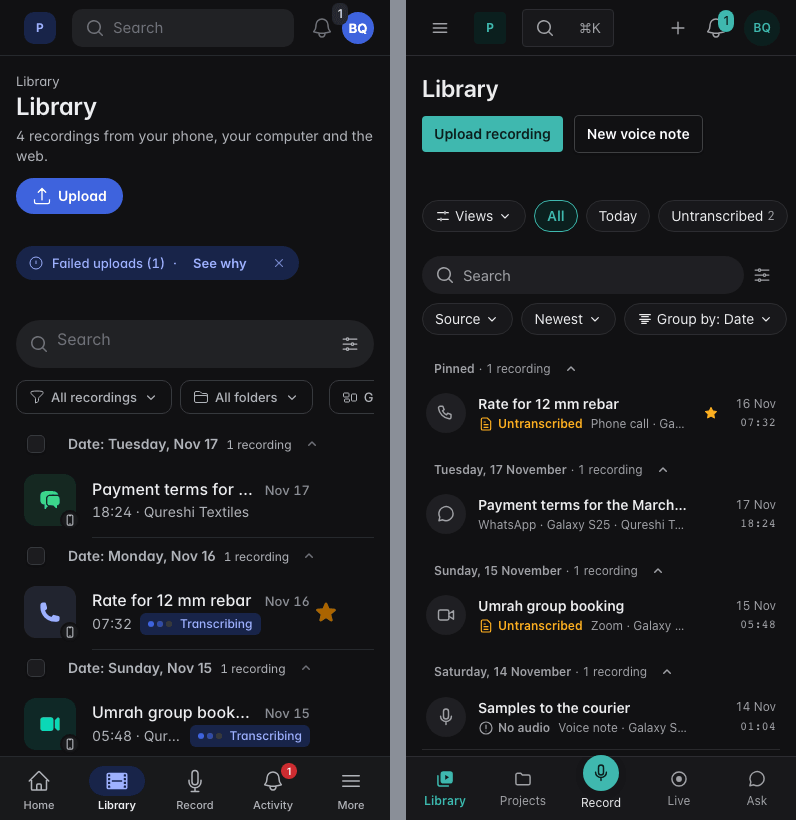 P
Search
1
BQ
Library
Library
4 recordings from your phone, your computer and the
web.
Upload
Failed uploads (1) · See why
Search
All recordings
All folders
G
Date: Tuesday, Nov 17 1 recording
Payment terms for ... Nov 17
18:24 · Qureshi Textiles
Date: Monday, Nov 16 1 recording
Rate for 12 mm rebar Nov 16
07:32 Transcribing
Date: Sunday, Nov 15 1 recording
Umrah group book... Nov 15
05:48 · Qur... Transcribing
1
Home Library Record Activity More
P
⌘K
1
BQ
Library
Upload recording New voice note
Views All Today Untranscribed 2
Search
Source Newest Group by: Date
Pinned · 1 recording
Rate for 12 mm rebar 16 Nov
Untranscribed Phone call · Ga... 07:32
Tuesday, 17 November · 1 recording
Payment terms for the March... 17 Nov
WhatsApp · Galaxy S25 · Qureshi T... 18:24
Sunday, 15 November · 1 recording
Umrah group booking 15 Nov
Untranscribed Zoom · Galaxy ... 05:48
Saturday, 14 November · 1 recording
Samples to the courier 14 Nov
No audio Voice note · Galaxy S... 01:04
Library Projects Record Live Ask